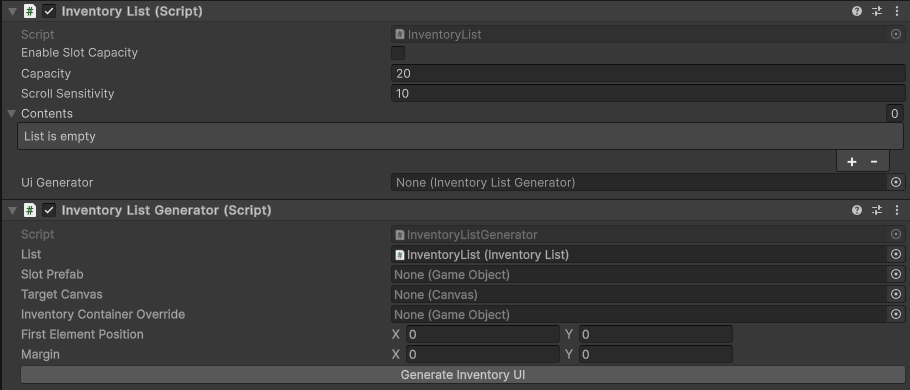 Inventory List (Script)
Script InventoryList
Enable Slot Capacity
Capacity 20
Scroll Sensitivity 10
Contents 0
List is empty
+ -
Ui Generator None (Inventory List Generator)
Inventory List Generator (Script)
Script InventoryListGenerator
List InventoryList (Inventory List)
Slot Prefab None (Game Object)
Target Canvas None (Canvas)
Inventory Container Override None (Game Object)
First Element Position X 0 Y 0
Margin X 0 Y 0
Generate Inventory UI